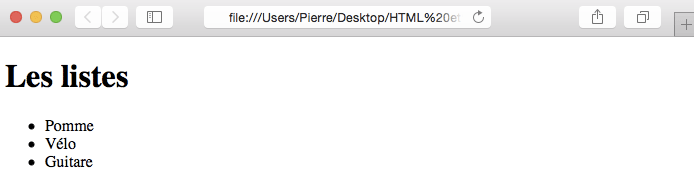 file:///Users/Pierre/Desktop/HTML%20et
Les listes
Pomme
Vélo
Guitare